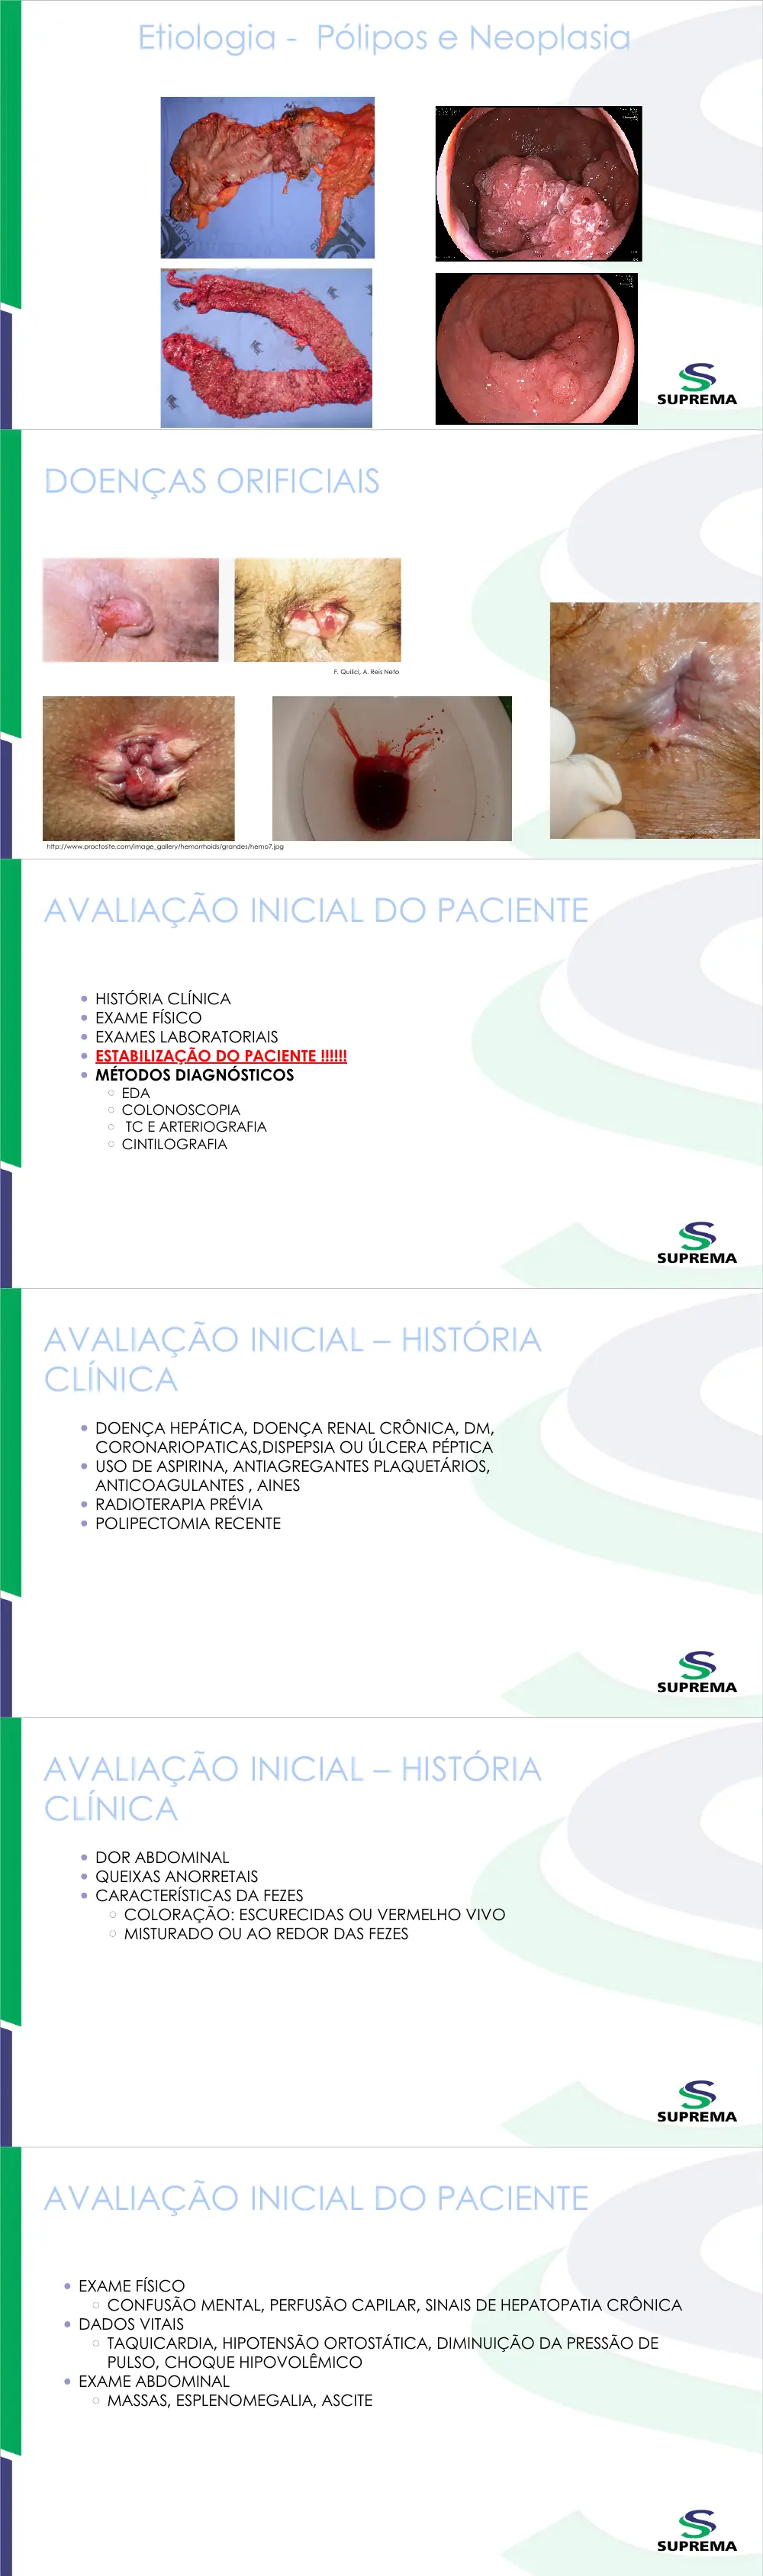 Etiologia - Pólipos e Neoplasia
SUPREMA
DOENÇAS ORIFICIAIS
F. Quilici, A. Reis Neto
http://www.proctosite.com/image_gallery/hemorrhoids/grandes/hemo7.jpg
AVALIAÇÃO INICIAL DO PACIENTE
HISTÓRIA CLÍNICA
EXAME FÍSICO
EXAMES LABORATORIAIS
ESTABILIZAÇÃO DO PACIENTE !!!!!!
MÉTODOS DIAGNÓSTICOS
EDA
COLONOSCOPIA
TC E ARTERIOGRAFIA
CINTILOGRAFIA
SUPREMA
AVALIAÇÃO INICIAL – HISTÓRIA
CLÍNICA
DOENÇA HEPÁTICA, DOENÇA RENAL CRÔNICA, DM,
CORONARIOPATICAS,DISPEPSIA OU ÚLCERA PÉPTICA
USO DE ASPIRINA, ANTIAGREGANTES PLAQUETÁRIOS,
ANTICOAGULANTES , AINES
RADIOTERAPIA PRÉVIA
POLIPECTOMIA RECENTE
SUPREMA
AVALIAÇÃO INICIAL – HISTÓRIA
CLÍNICA
DOR ABDOMINAL
QUEIXAS ANORRETAIS
CARACTERÍSTICAS DA FEZES
COLORAÇÃO: ESCURECIDAS OU VERMELHO VIVO
MISTURADO OU AO REDOR DAS FEZES
SUPREMA
AVALIAÇÃO INICIAL DO PACIENTE
EXAME FÍSICO
CONFUSÃO MENTAL, PERFUSÃO CAPILAR, SINAIS DE HEPATOPATIA CRÔNICA
DADOS VITAIS
TAQUICARDIA, HIPOTENSÃO ORTOSTÁTICA, DIMINUIÇÃO DA PRESSÃO DE
PULSO, CHOQUE HIPOVOLÊMICO
EXAME ABDOMINAL
MASSAS, ESPLENOMEGALIA, ASCITE
SUPREMA